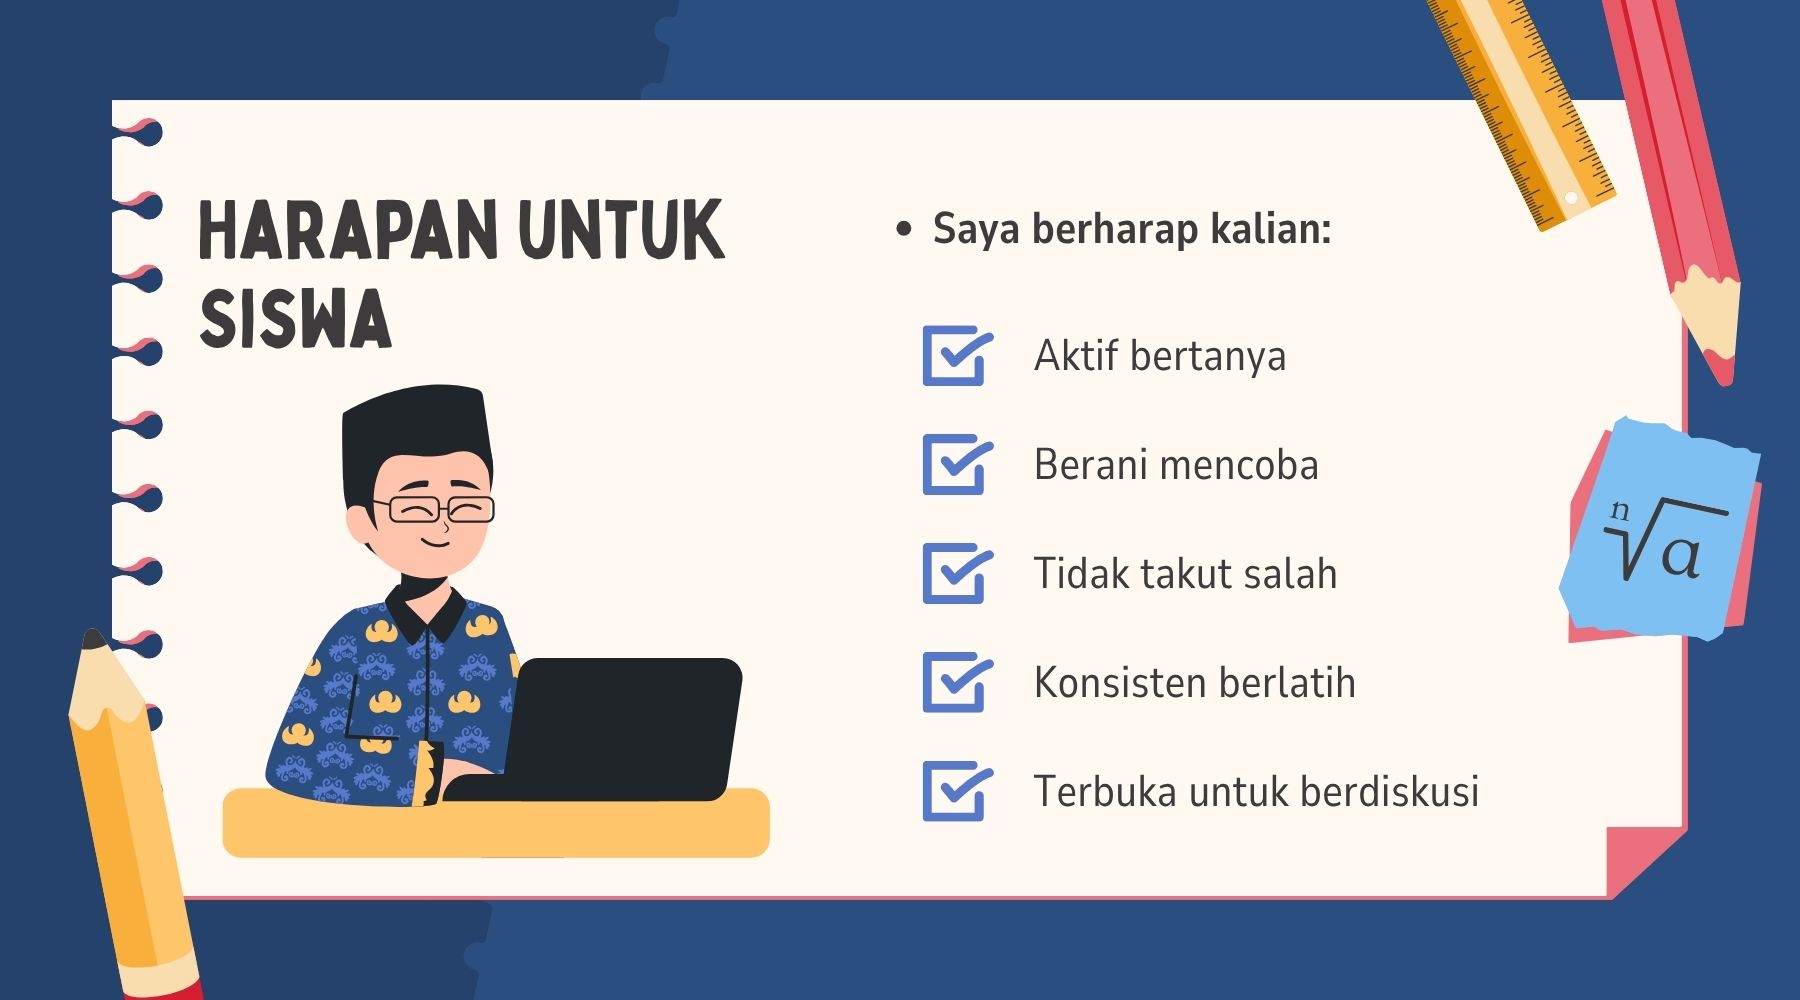 HARAPAN UNTUK
SISWA
• Saya berharap kalian:
Aktif bertanya
Berani mencoba
Tidak takut salah
Konsisten berlatih
Terbuka untuk berdiskusi
n√a